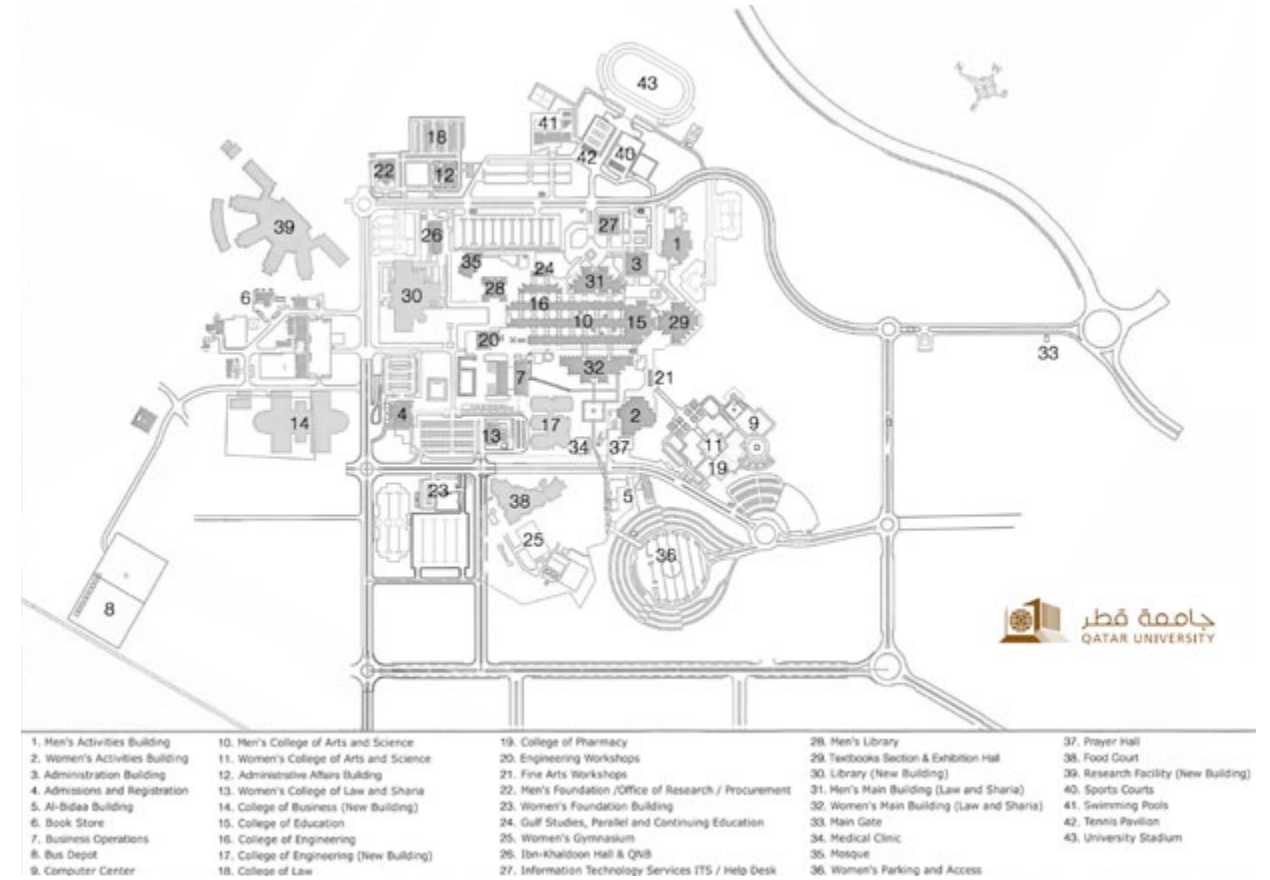 43
41
18
42
40
22
12
39
27
26
1
35
24
3
31
28
6
30
16
10
15
29
20
33
32
7
21
4
2
9
14
17
13
34
37
11
19
23
38
5
25
36
8
جامعة قطر
QATAR UNIVERSITY
1. Men's Activities Building
2. Women's Activities Building
3. Administration Building
4. Admissions and Registration
5. Al-Bidaa Building
6. Book Store
7. Business Operations
8. Bus Depot
9. Computer Center
10. Men's College of Arts and Science
11. Women's College of Arts and Science
12. Administrative Affairs Building
13. Women's College of Law and Sharia
14. College of Business (New Building)
15. College of Education
16. College of Engineering
17. College of Engineering (New Building)
18. College of Law
19. College of Pharmacy
20. Engineering Workshops
21. Fine Arts Workshops
22. Men's Foundation /Office of Research / Procurement
23. Women's Foundation Building
24. Gulf Studies, Parallel and Continuing Education
25. Women's Gymnasium
26. Ibn-Khaldoon Hall & QNB
27. Information Technology Services ITS / Help Desk
28. Men's Library
29. Textbooks Section & Exhibition Hall
30. Library (New Building)
31. Men's Main Building (Law and Sharia)
32. Women's Main Building (Law and Sharia)
33. Main Gate
34. Medical Clinic
35. Mosque
36. Women's Parking and Access
37. Prayer Hall
38. Food Court
39. Research Facility (New Building)
40. Sports Courts
41. Swimming Pools
42. Tennis Pavilion
43. University Stadium